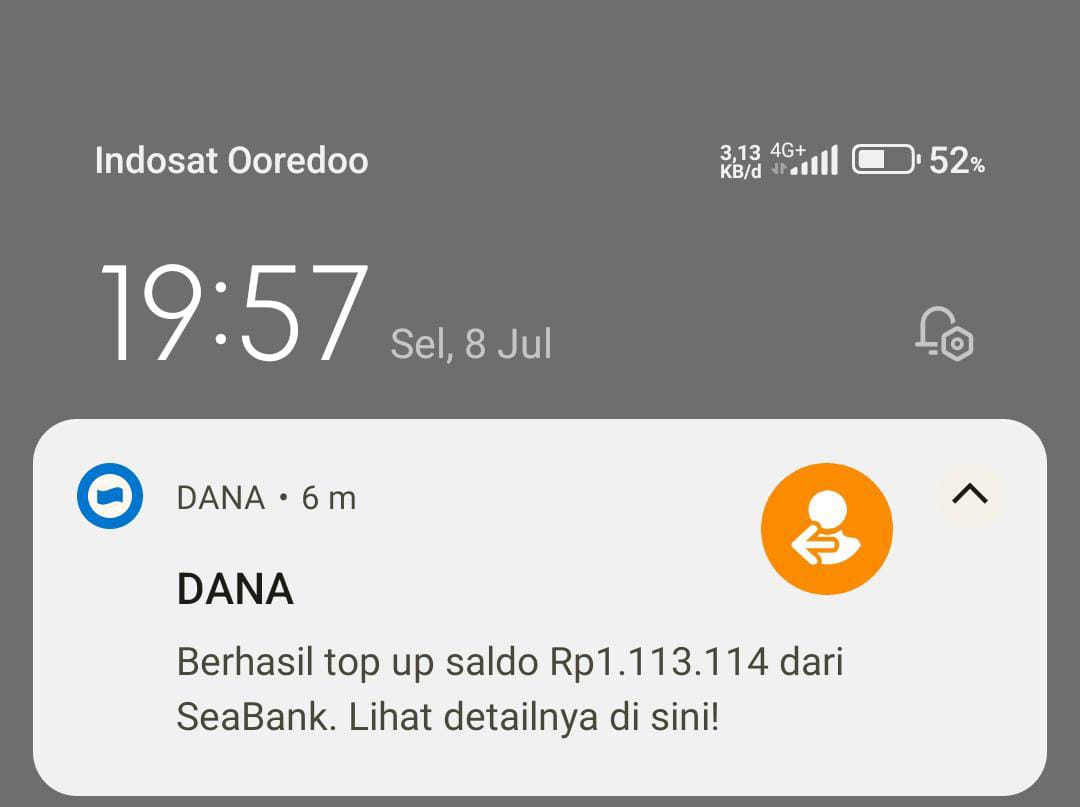 Indosat Ooredoo
3,13 KB/d 4G+ 52%
19:57 Sel, 8 Jul
DANA • 6 m
DANA
Berhasil top up saldo Rp1.113.114 dari
SeaBank. Lihat detailnya di sini!